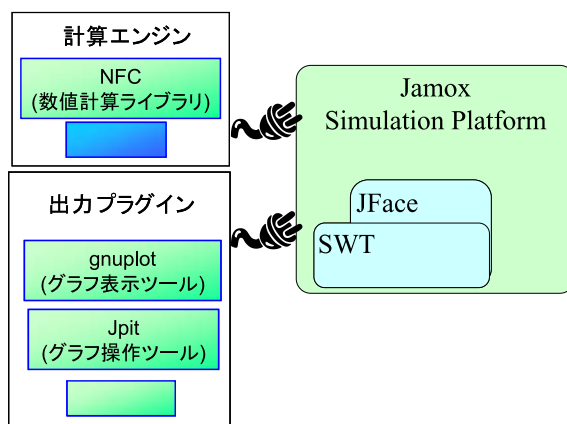 計算エンジン
NFC
(数値計算ライブラリ)
出力プラグイン
gnuplot
(グラフ表示ツール)
Jpit
(グラフ操作ツール)
Jamox
Simulation Platform
JFace
SWT